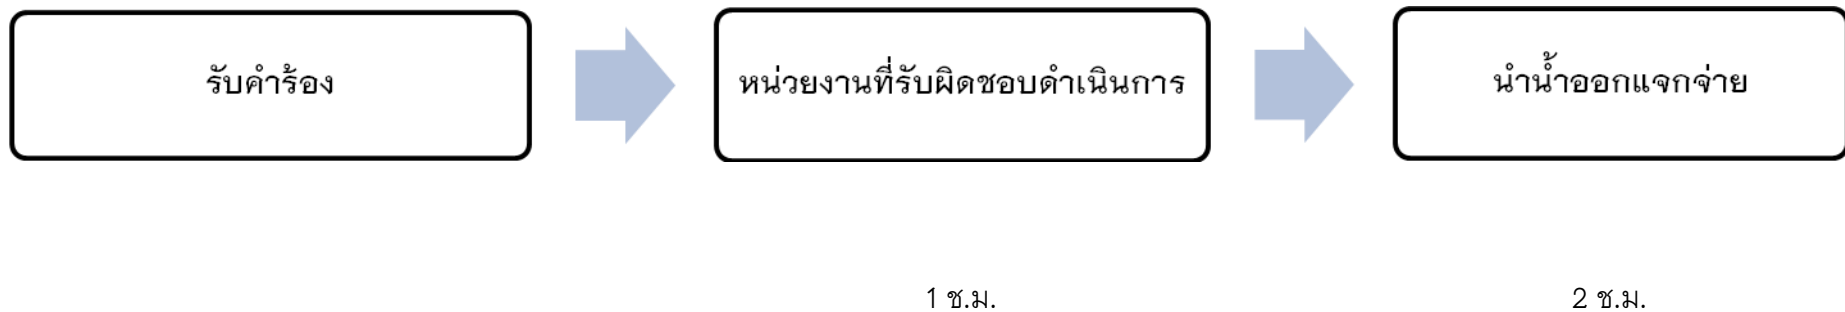 รับคำร้อง
หน่วยงานที่รับผิดชอบดำเนินการ
นำน้ำออกแจกจ่าย
1 ช.ม.
2 ช.ม.